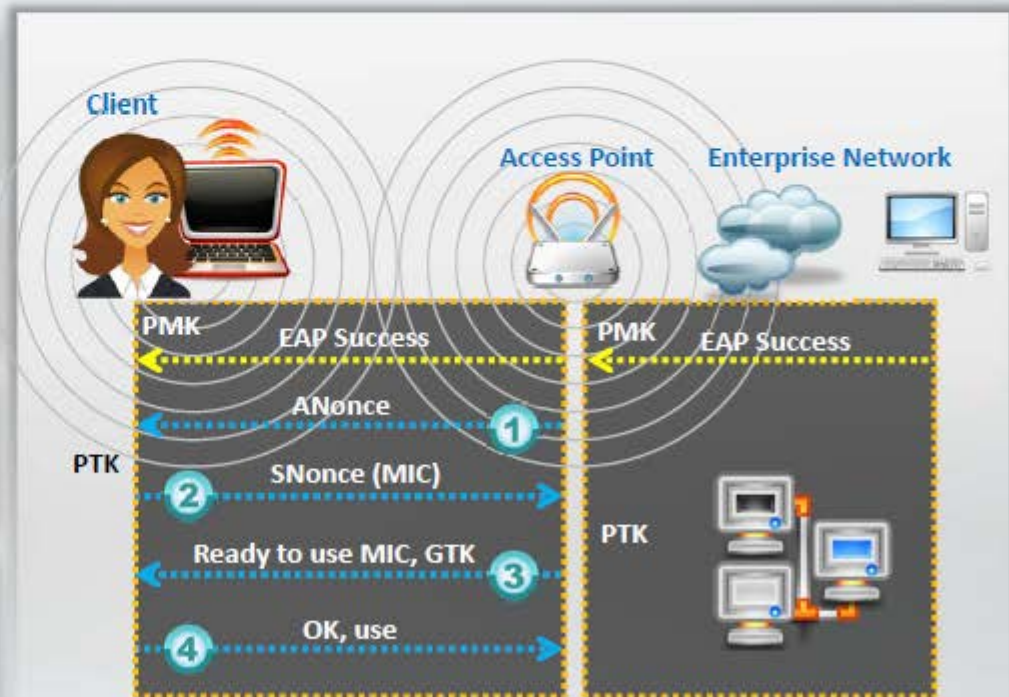 Client
Access Point
Enterprise Network
PMK
EAP Success
PMK
EAP Success
ANonce
1
PTK
SNonce (MIC)
2
PTK
Ready to use MIC, GTK
3
OK, use
4